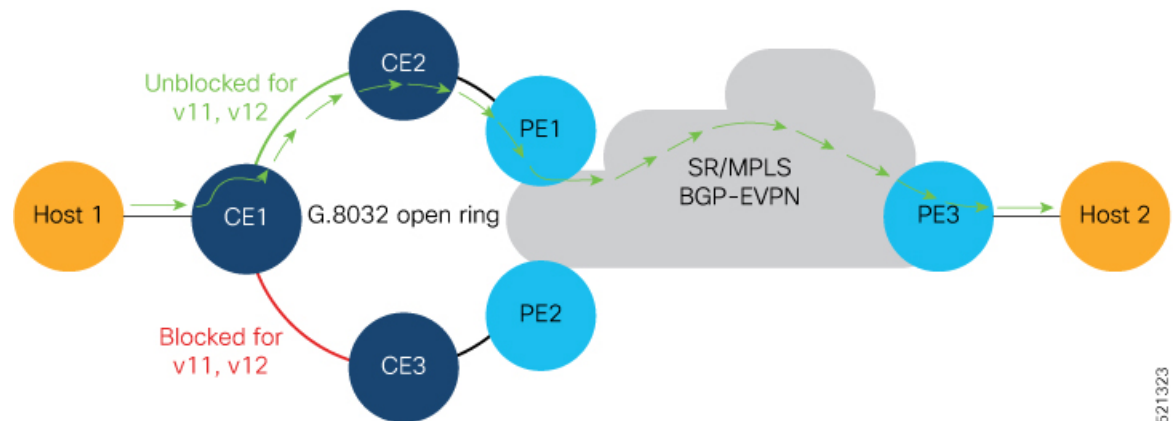 CE2
Unblocked for
v11, v12
PE1
SR/MPLS
BGP-EVPN
Host 1
CE1
G.8032 open ring
PE3
Host 2
PE2
Blocked for
v11, v12
CE3
521323